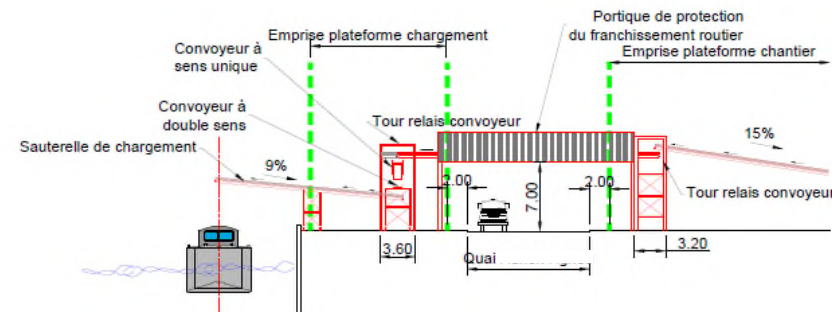 Portique de protection
du franchissement routier
Emprise plateforme chargement
Emprise plateforme chantier
Convoyeur à
sens unique
Convoyeur à
double sens
Tour relais convoyeur
Sauterelle de chargement
9%
15%
2.00
7.00
2.00
Tour relais convoyeur
3.60
3.20
Quai